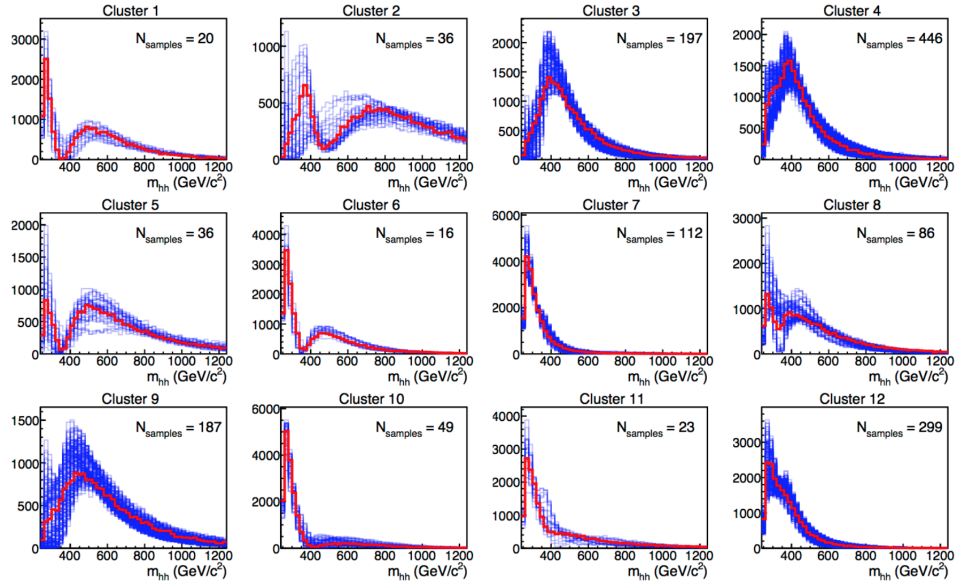 Cluster 1
3000
2000
1000
0
N_samples = 20
400 600 800 1000 1200
m_hh (GeV/c²)
Cluster 2
1000
500
0
N_samples = 36
400 600 800 1000 1200
m_hh (GeV/c²)
Cluster 3
2000
1500
1000
500
0
N_samples = 197
400 600 800 1000 1200
m_hh (GeV/c²)
Cluster 4
2000
1500
1000
500
0
N_samples = 446
400 600 800 1000 1200
m_hh (GeV/c²)
Cluster 5
2000
1500
1000
500
0
N_samples = 36
400 600 800 1000 1200
m_hh (GeV/c²)
Cluster 6
4000
3000
2000
1000
0
N_samples = 16
400 600 800 1000 1200
m_hh (GeV/c²)
Cluster 7
6000
4000
2000
0
N_samples = 112
400 600 800 1000 1200
m_hh (GeV/c²)
Cluster 8
3000
2000
1000
0
N_samples = 86
400 600 800 1000 1200
m_hh (GeV/c²)
Cluster 9
1500
1000
500
0
N_samples = 187
400 600 800 1000 1200
m_hh (GeV/c²)
Cluster 10
6000
4000
2000
0
N_samples = 49
400 600 800 1000 1200
m_hh (GeV/c²)
Cluster 11
4000
3000
2000
1000
0
N_samples = 23
400 600 800 1000 1200
m_hh (GeV/c²)
Cluster 12
4000
3000
2000
1000
0
N_samples = 299
400 600 800 1000 1200
m_hh (GeV/c²)